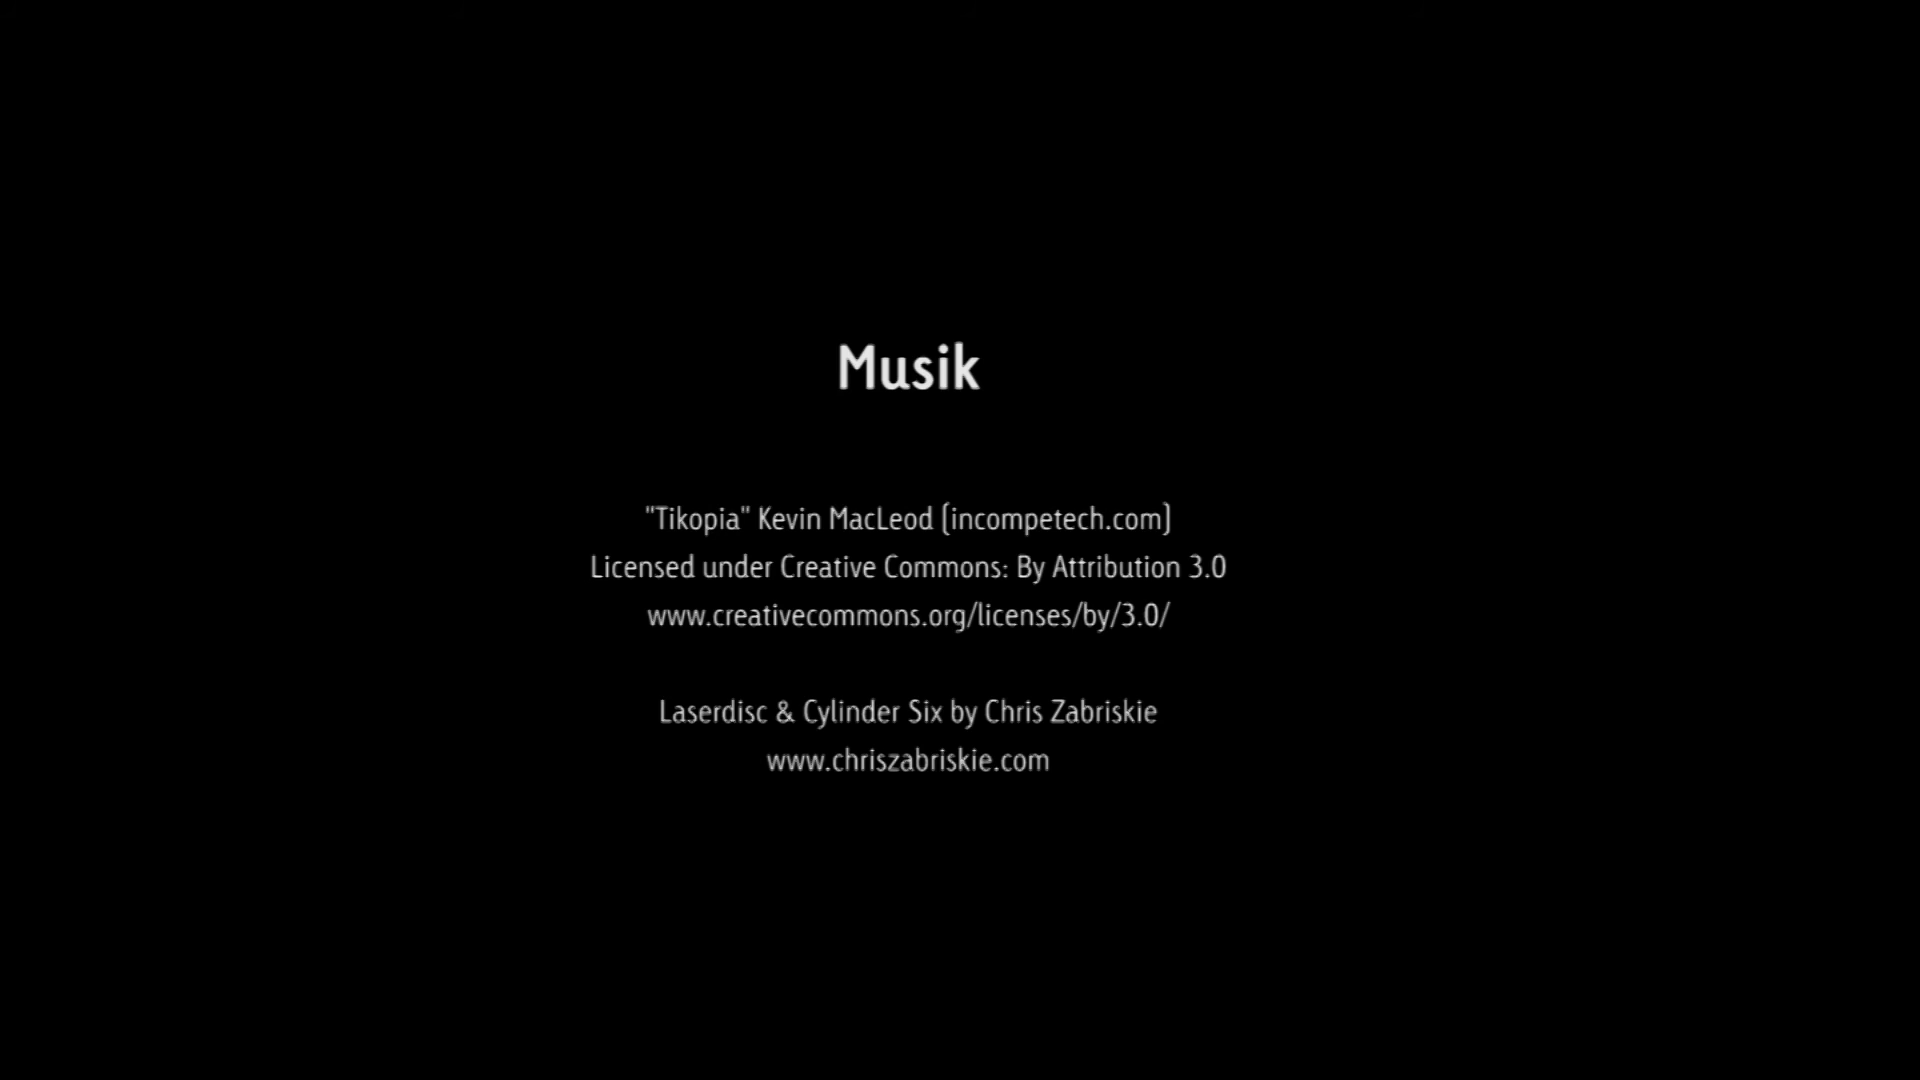 Musik
"Tikopia" Kevin MacLeod (incompetech.com)
Licensed under Creative Commons: By Attribution 3.0
www.creativecommons.org/licenses/by/3.0/
Laserdisc & Cylinder Six by Chris Zabriskie
www.chriszabriskie.com